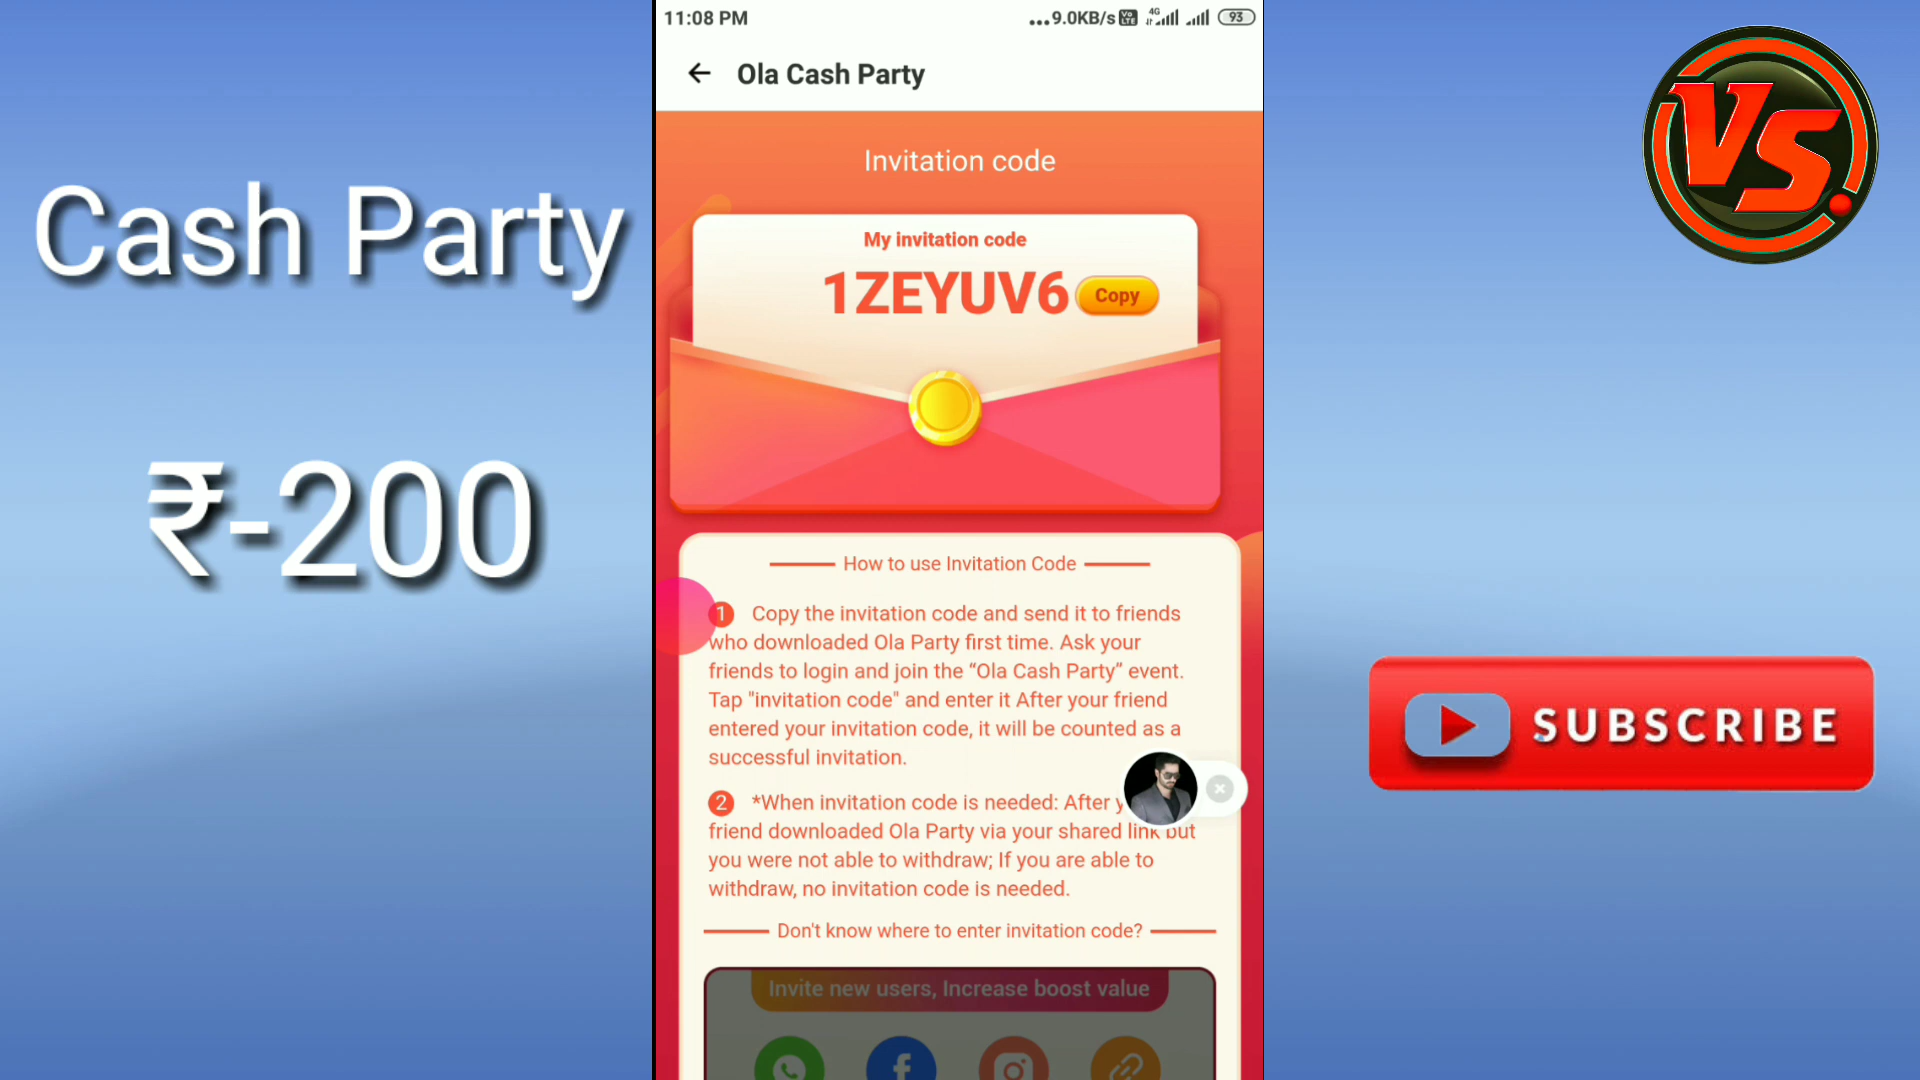 11:08 PM
...9.0KB/s
Vo
LTE
4G
93
Ola Cash Party
Invitation code
My invitation code
1ZEYUV6
Copy
How to use Invitation Code
1 Copy the invitation code and send it to friends
who downloaded Ola Party first time. Ask your
friends to login and join the “Ola Cash Party” event.
Tap "invitation code" and enter it After your friend
entered your invitation code, it will be counted as a
successful invitation.
2 *When invitation code is needed: After
friend downloaded Ola Party via your shared link but
you were not able to withdraw; If you are able to
withdraw, no invitation code is needed.
Don't know where to enter invitation code?
Invite new users, Increase boost value
Cash Party
₹-200
VS
SUBSCRIBE